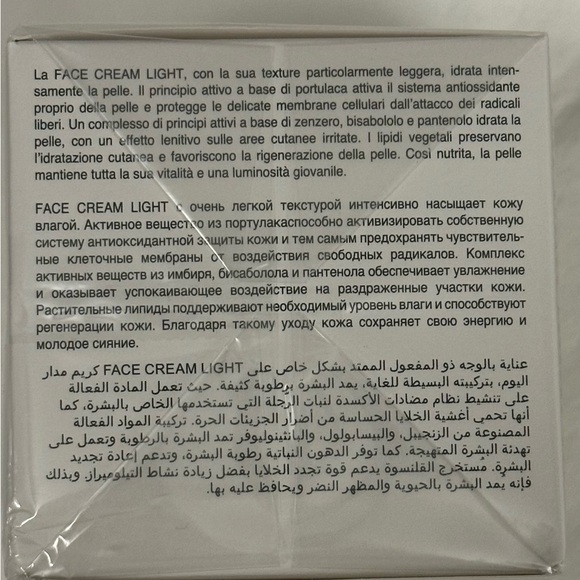 La FACE CREAM LIGHT, con la sua texture particolarmente leggera, idrata inten-
samente la pelle. Il principio attivo a base di portulaca attiva il sistema antiossidante
proprio della pelle e protegge le delicate membrane cellulari dall'attacco dei radicali
liberi. Un complesso di principi attivi a base di zenzero, bisabololo e pantenolo idrata la
pelle, con un effetto lenitivo sulle aree cutanee irritate. I lipidi vegetali preservano
l'idratazione cutanea e favoriscono la rigenerazione della pelle. Così nutrita, la pelle
mantiene tutta la sua vitalità e una luminosità giovanile.
FACE CREAM LIGHT с очень легкой текстурой интенсивно насыщает кожу
влагой. Активное вещество из портулакаспособно активизировать собственную
систему антиоксидантной защиты кожи и тем самым предохранять чувствитель-
ные клеточные мембраны от воздействия свободных радикалов. Комплекс
активных веществ из имбиря, бисаболола и пантенола обеспечивает увлажнение
и оказывает успокаивающее воздействие на раздраженные участки кожи.
Растительные липиды поддерживают необходимый уровень влаги и способствуют
регенерации кожи. Благодаря такому уходу кожа сохраняет свою энергию и
молодое сияние.
عناية بالوجه ذو المفعول الممتد بشكل خاص على FACE CREAM LIGHT كريم مدار
اليوم، بتركيبته البسيطة للغاية، يمد البشرة برطوبة كثيفة. حيث تعمل المادة الفعالة
على تنشيط نظام مضادات الأكسدة لنبات الرجلة التي تستخدمها الخاص بالبشرة، كما
أنها تحمي أغشية الخلايا الحساسة من أضرار الجزيئات الحرة. تركيبة المواد الفعالة
المصنوعة من الزنجبيل، والبيسابولول، والبانثينوليوفر تمد البشرة بالرطوبة وتعمل على
تهدئة البشرة المتهيجة. كما توفر الدهون النباتية رطوبة البشرة، وتدعم إعادة تجديد
البشرة. مستخرج القلنسوة يدعم قوة تجدد الخلايا بفضل زيادة نشاط التيلوميراز. وبذلك
فإنه يمد البشرة بالحيوية والمظهر النضر ويحافظ عليه بها.